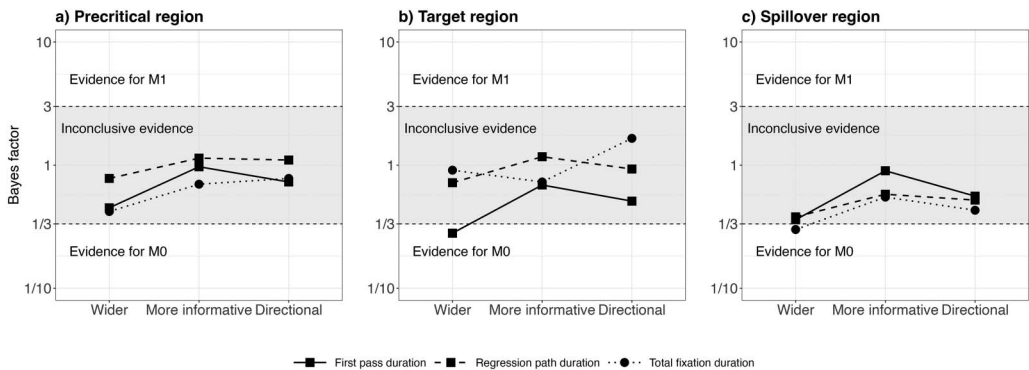 a) Precritical region
b) Target region
c) Spillover region
Bayes factor
10
3
1
1/3
1/10
Evidence for M1
Inconclusive evidence
Evidence for M0
Wider
More informative
Directional
10
3
1
1/3
1/10
Evidence for M1
Inconclusive evidence
Evidence for M0
Wider
More informative
Directional
10
3
1
1/3
1/10
Evidence for M1
Inconclusive evidence
Evidence for M0
Wider
More informative
Directional
First pass duration
Regression path duration
Total fixation duration